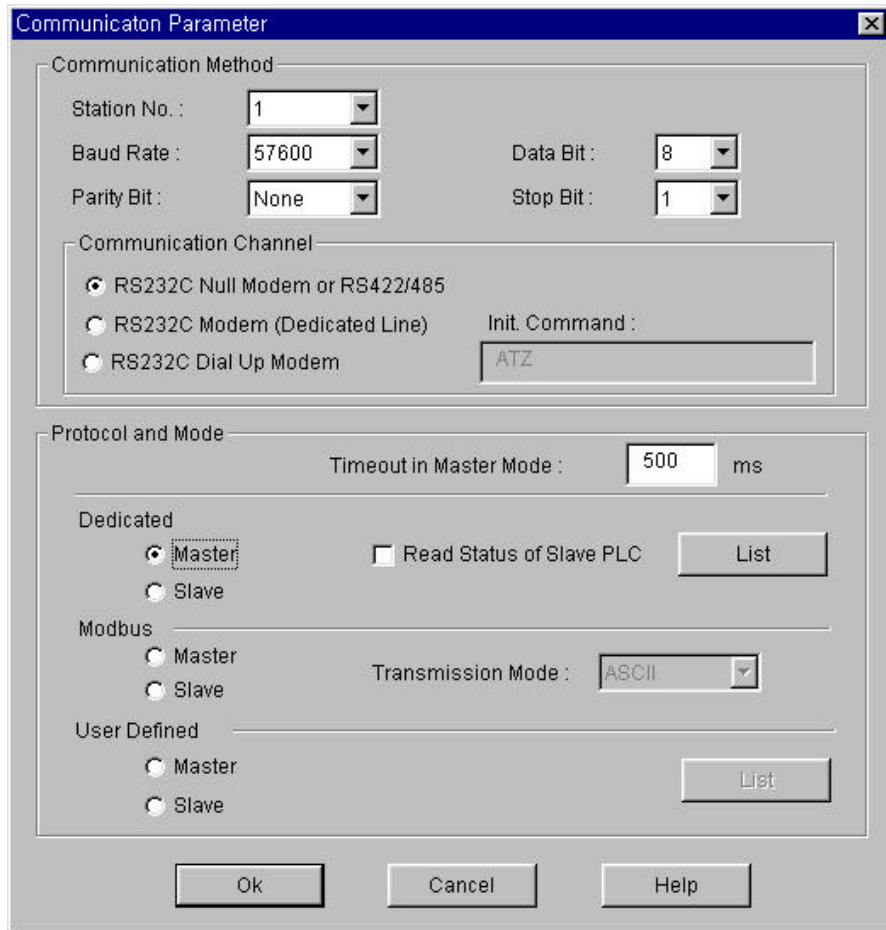 Communicaton Parameter
Communication Method
Station No. : 1
Baud Rate : 57600 Data Bit : 8
Parity Bit : None Stop Bit : 1
Communication Channel
RS232C Null Modem or RS422/485
RS232C Modem (Dedicated Line) Init. Command :
RS232C Dial Up Modem ATZ
Protocol and Mode
Timeout in Master Mode : 500 ms
Dedicated
Master Read Status of Slave PLC List
Slave
Modbus
Master
Transmission Mode : ASCII
Slave
User Defined
Master
List
Slave
Ok Cancel Help